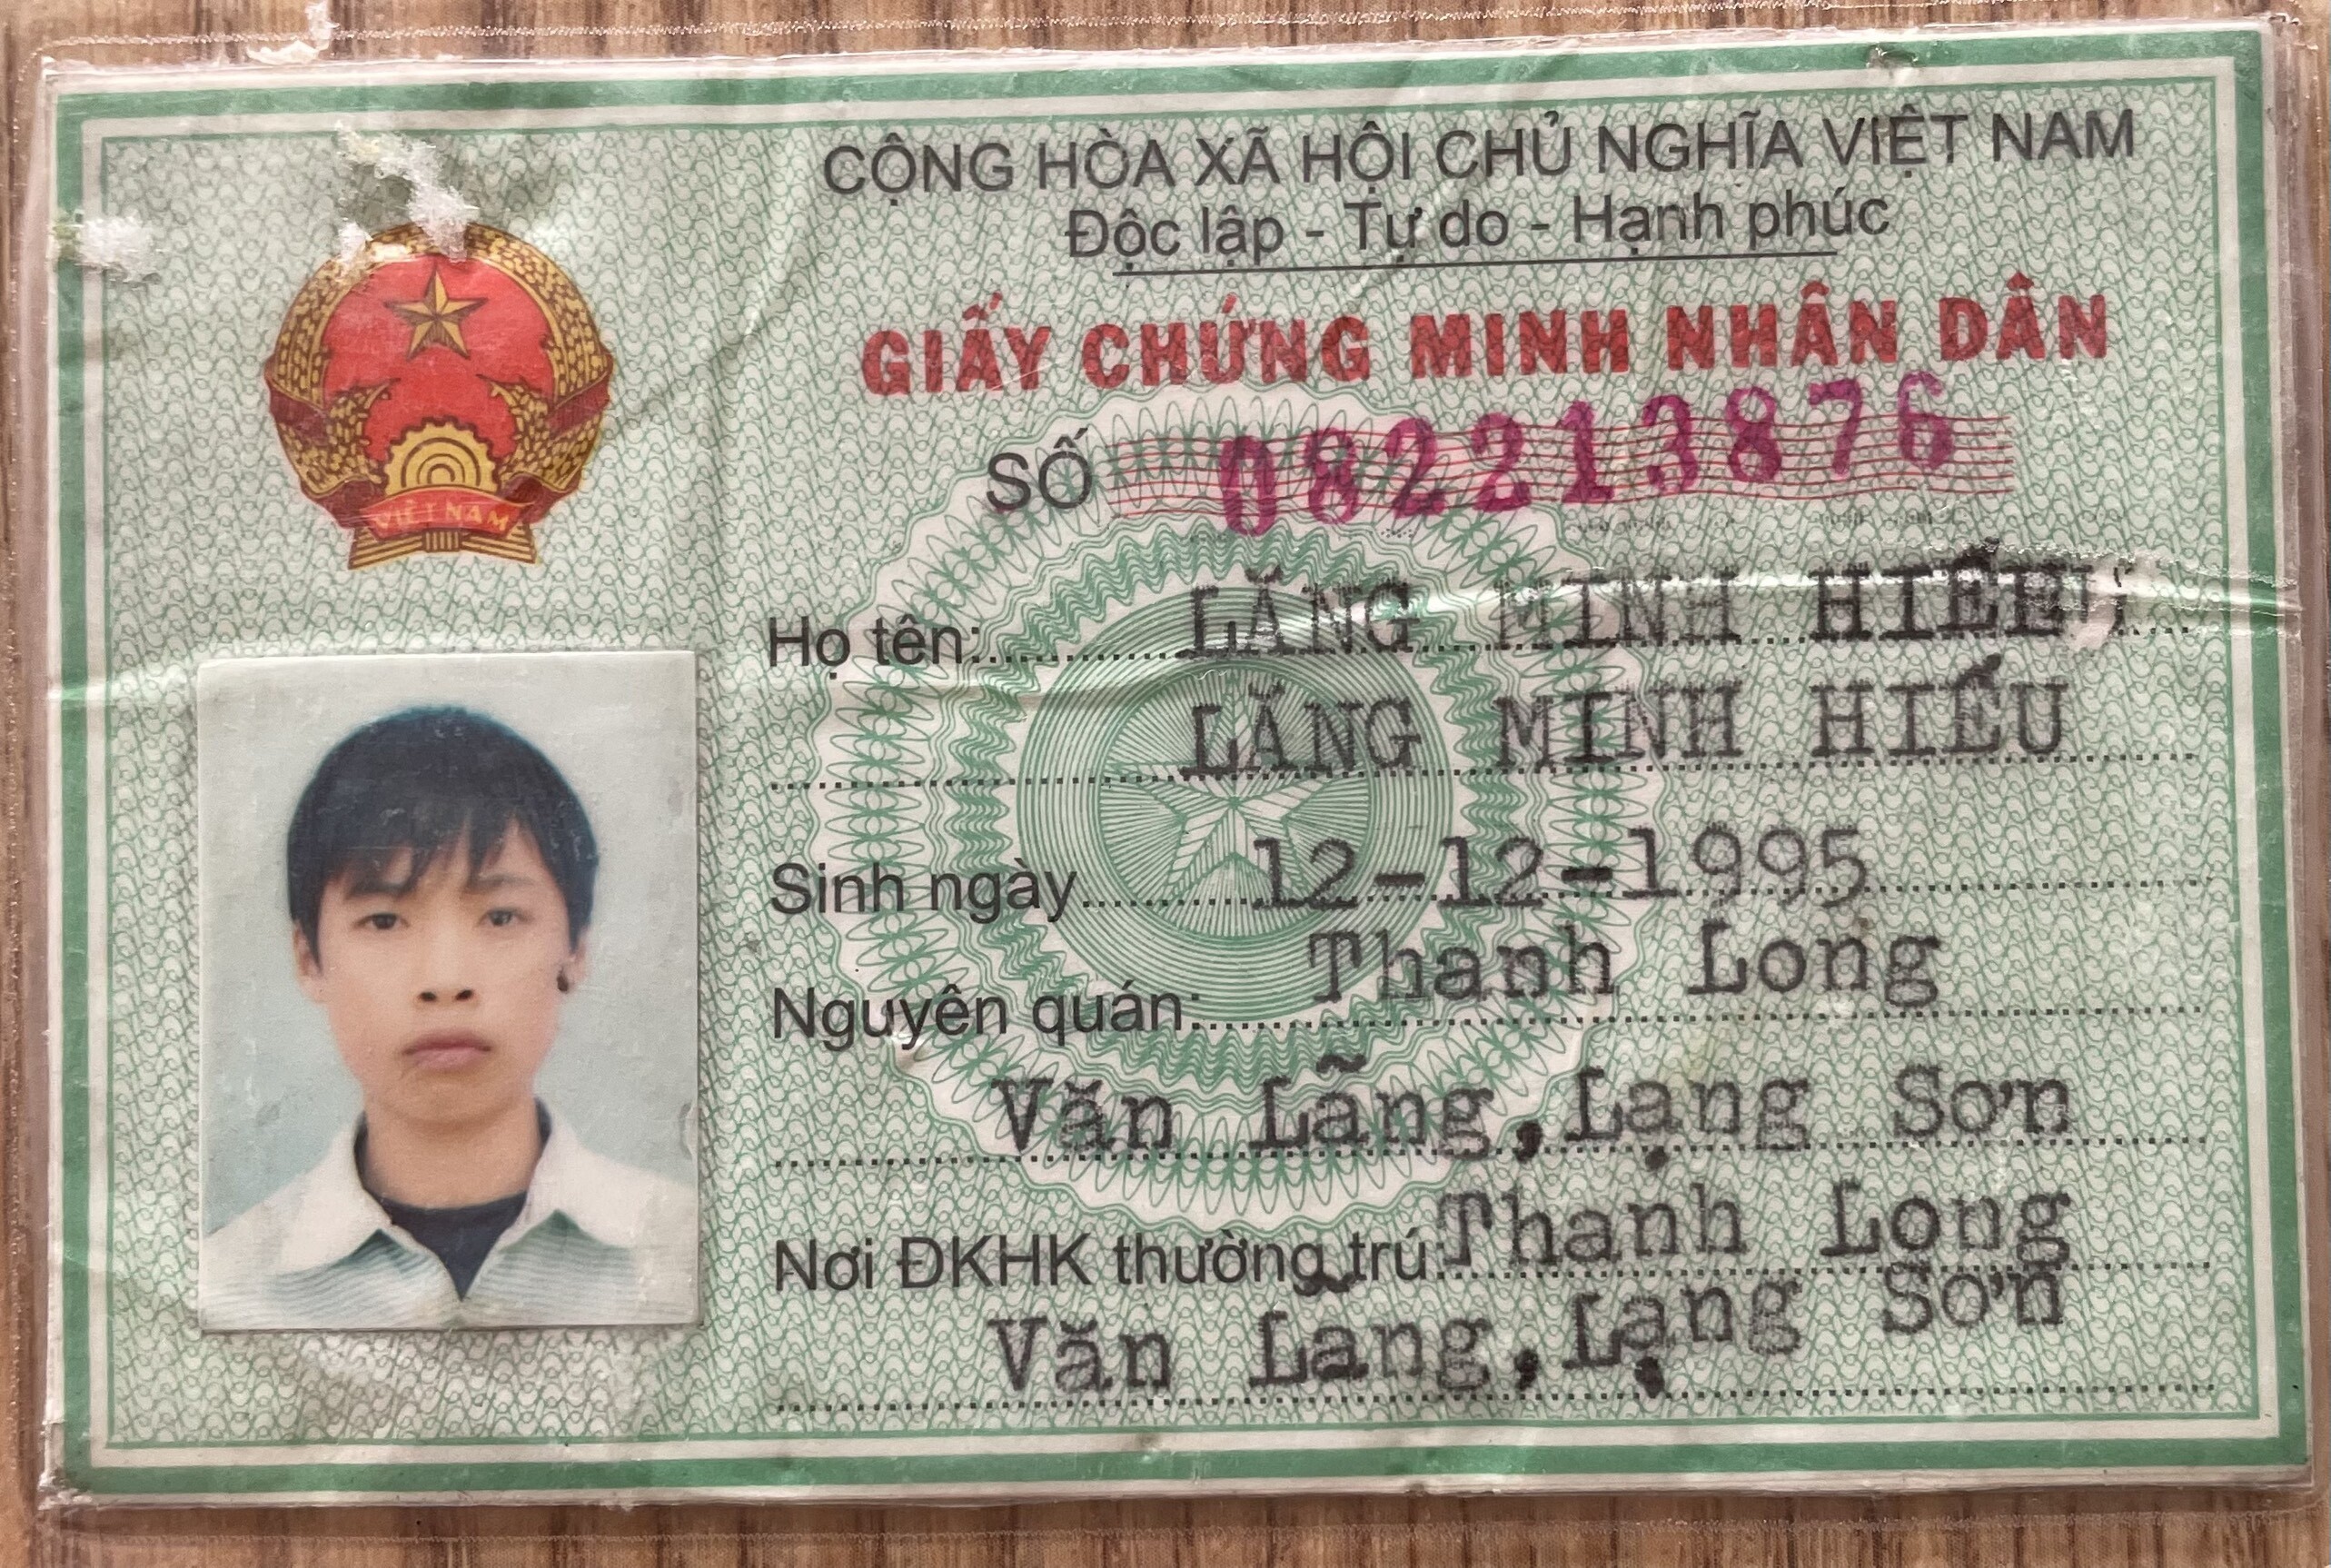 CỘNG HÒA XÃ HỘI CHỦ NGHĨA VIỆT NAM
Độc lập - Tự do - Hạnh phúc
GIẤY CHỨNG MINH NHÂN DÂN
SỐ 082213876
VIỆT NAM
Họ tên: LĂNG MINH HIẾU
LĂNG MINH HIẾU
Sinh ngày 12-12-1995
Nguyên quán: Thanh Long
Văn Lãng, Lạng Sơn
Nơi ĐKHK thường trú: Thanh Long
Văn Lãng, Lạng Sơn